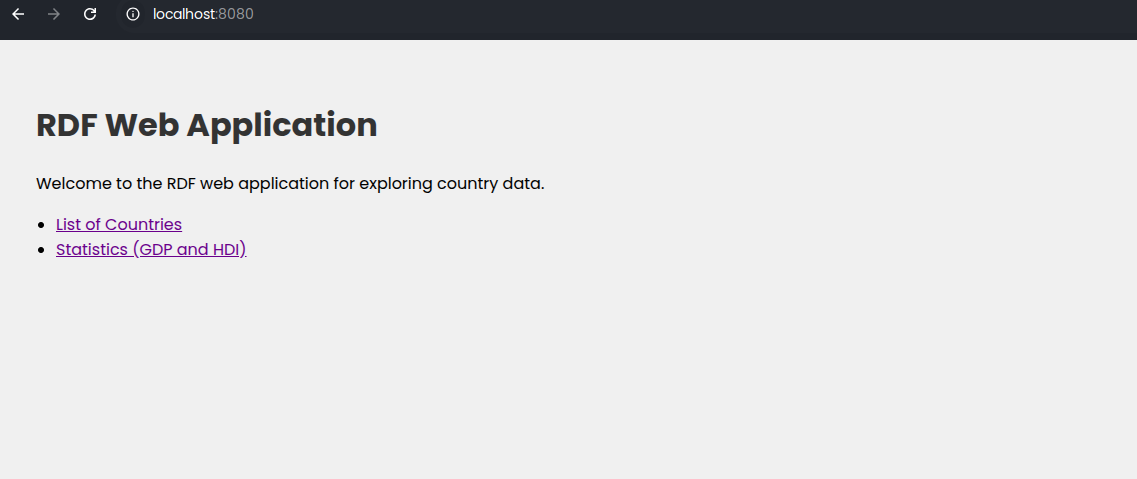 localhost:8080
RDF Web Application
Welcome to the RDF web application for exploring country data.
List of Countries
Statistics (GDP and HDI)